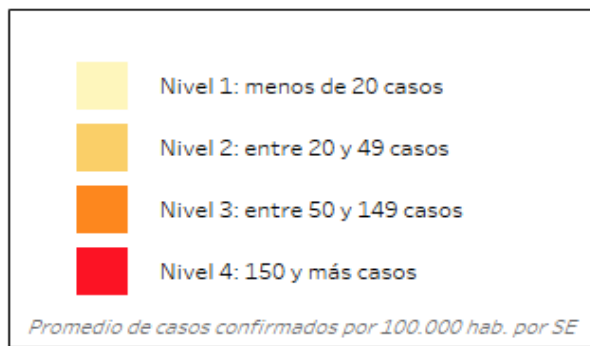 Nivel 1: menos de 20 casos
Nivel 2: entre 20 y 49 casos
Nivel 3: entre 50 y 149 casos
Nivel 4: 150 y más casos
Promedio de casos confirmados por 100.000 hab. por SE